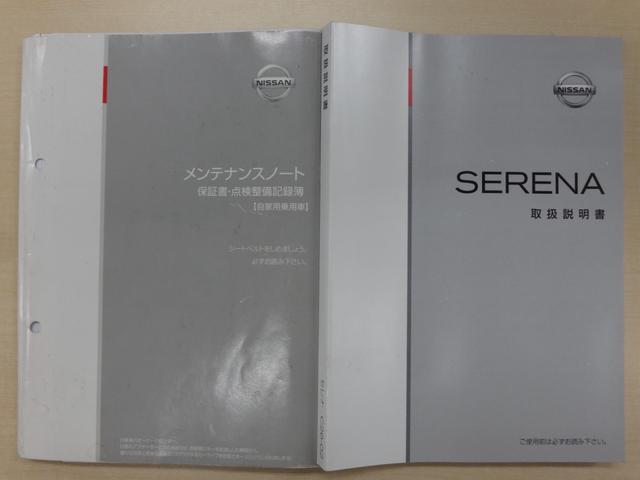 NISSAN
メンテナンスノート
保証書・点検整備記録簿
【自家用乗用車】
シートベルトをしめましょう。
必ずお読み下さい。
取扱説明書
NISSAN
SERENA
取扱説明書
ご使用前は必ずお読み下さい。